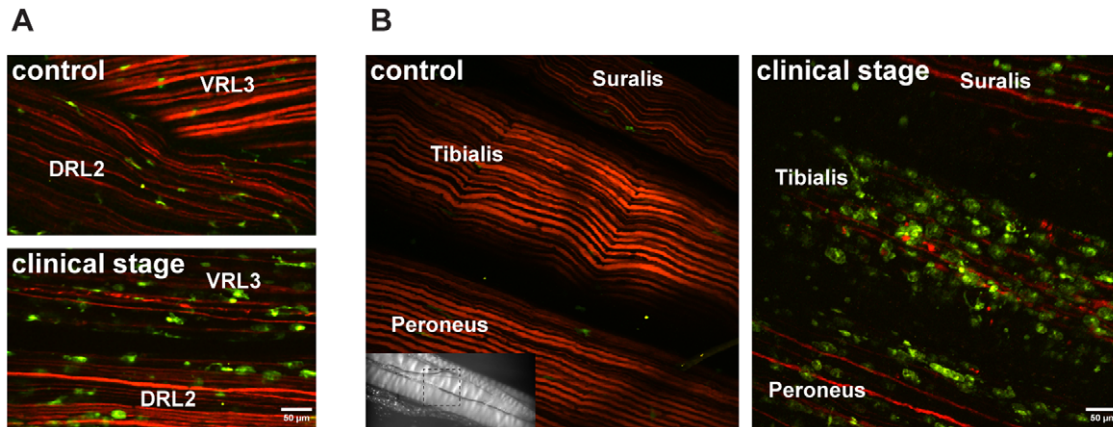 A
control
VRL3
DRL2
clinical stage
VRL3
DRL2
50 µm
B
control
Suralis
Tibialis
Peroneus
clinical stage
Suralis
Tibialis
Peroneus
50 µm